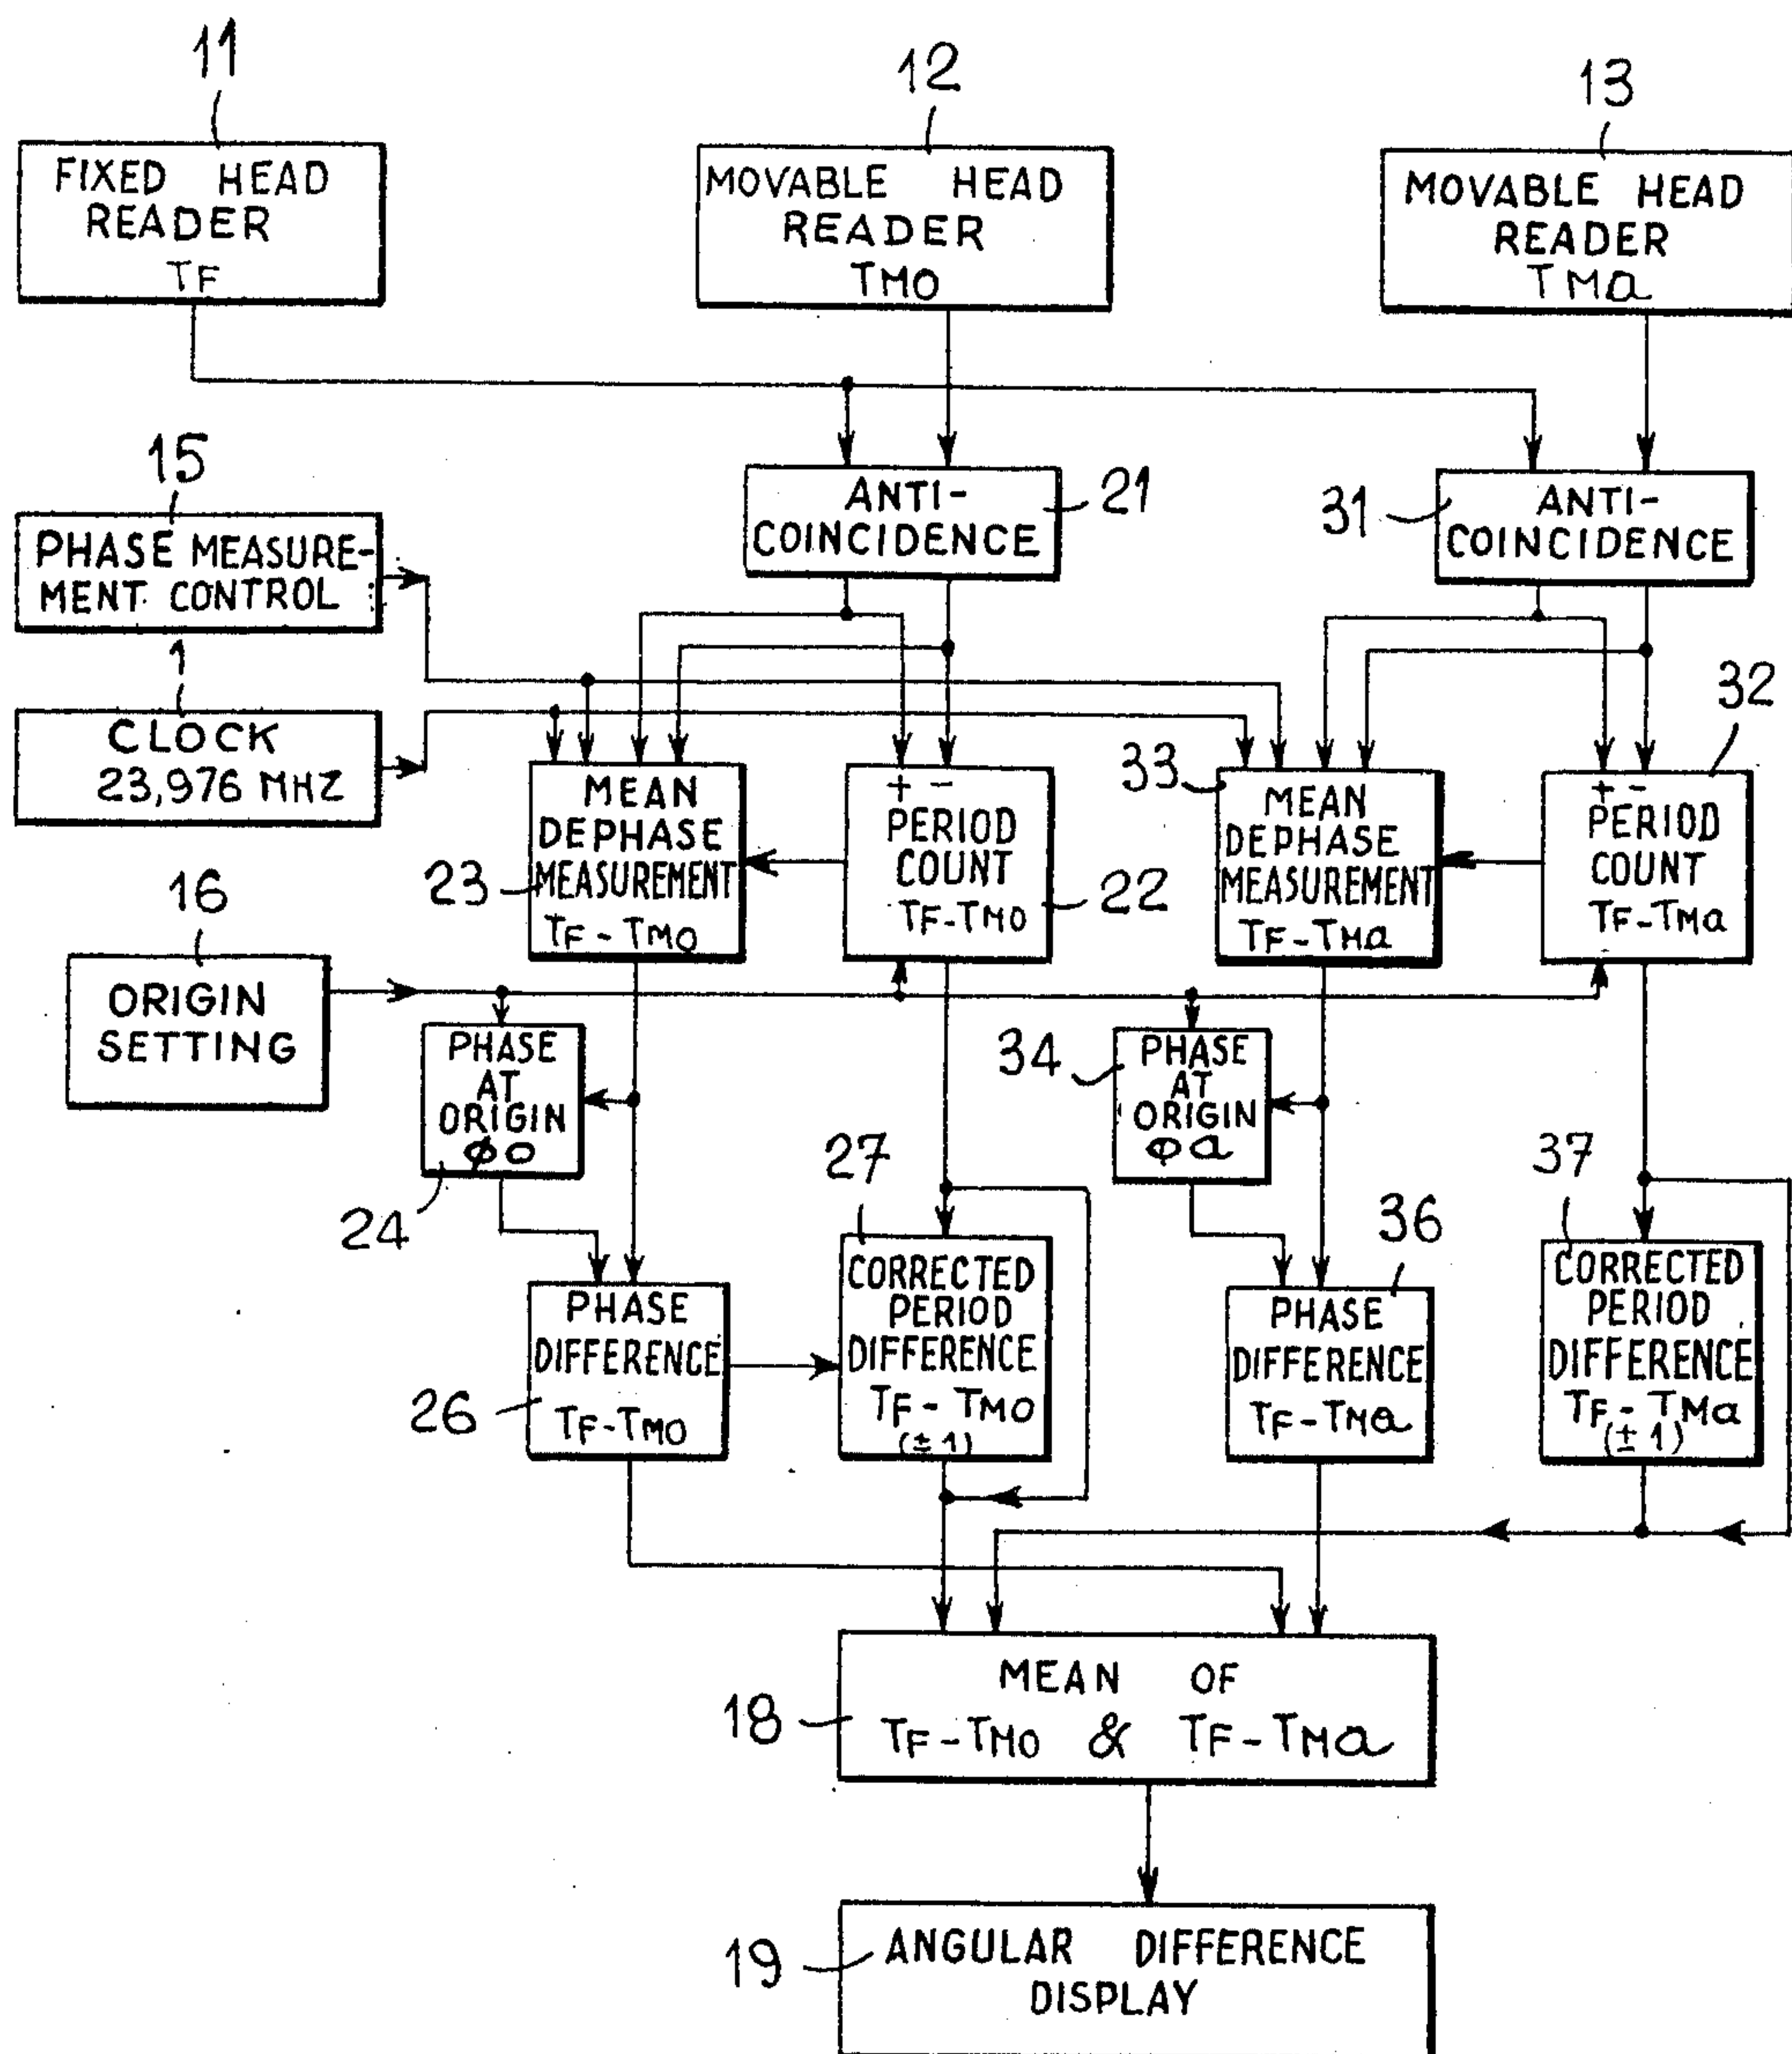 11
12
13
FIXED HEAD
READER
TF
MOVABLE HEAD
READER
TMO
MOVABLE HEAD
READER
TMa
15
PHASE MEASURE-
MENT CONTROL
ANTI-
COINCIDENCE
21
31
ANTI-
COINCIDENCE
1
CLOCK
23,976 MHZ
23
MEAN
DEPHASE
MEASUREMENT
TF-TMO
+ -
PERIOD
COUNT
TF-TMO
22
33
MEAN
DEPHASE
MEASUREMENT
TF-TMa
32
+ -
PERIOD
COUNT
TF-TMa
16
ORIGIN
SETTING
PHASE
AT
ORIGIN
ϕ0
24
34
PHASE
AT
ORIGIN
ϕa
26
PHASE
DIFFERENCE
TF-TMO
27
CORRECTED
PERIOD
DIFFERENCE
TF-TMO
(±1)
36
PHASE
DIFFERENCE
TF-TMa
37
CORRECTED
PERIOD
DIFFERENCE
TF-TMa
(±1)
18
MEAN OF
TF-TMO & TF-TMa
19
ANGULAR DIFFERENCE
DISPLAY